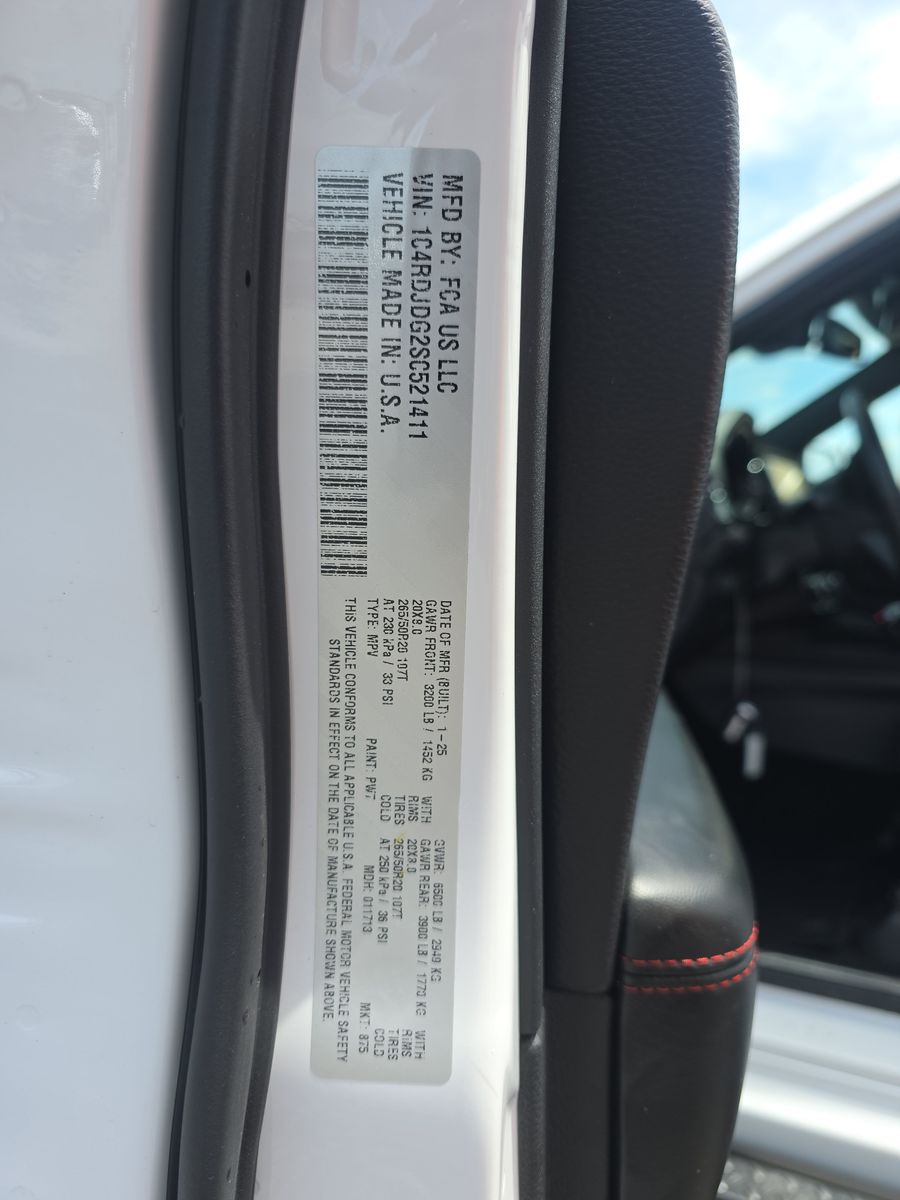 MFD BY: FCA US LLC
VIN: 1C4RDJDG2SC521411
VEHICLE MADE IN: U.S.A.
DATE OF MFR (BUILT): 1-25 GVWR: 6500 LB / 2949 KG
GAWR FRONT: 3200 LB / 1452 KG WITH GAWR REAR: 3900 LB / 1770 KG WITH
20X8.0 RIMS 20X8.0 RIMS
265/50R20 107T TIRES 265/50R20 107T TIRES
AT 230 kPa / 33 PSI COLD AT 250 kPa / 36 PSI COLD
TYPE: MPV PAINT: PW7 MDH: 011713 MKT: 875
THIS VEHICLE CONFORMS TO ALL APPLICABLE U.S.A. FEDERAL MOTOR VEHICLE SAFETY
STANDARDS IN EFFECT ON THE DATE OF MANUFACTURE SHOWN ABOVE.